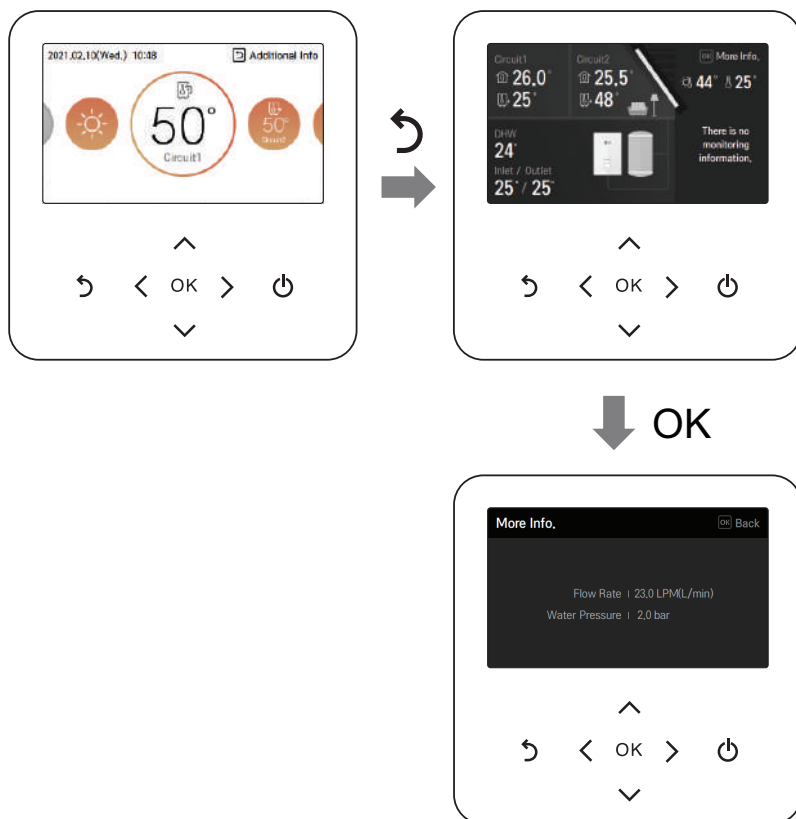 2021.02.10(Wed.) 10:48
Additional Info
50°
Circuit1
50°
Circuit2
OK
Circuit1
26.0°
25°
Circuit2
25.5°
48°
OK More Info.
44° 25°
DHW
24°
Inlet / Outlet
25° / 25°
There is no
monitoring
information.
OK
OK
More Info.
OK Back
Flow Rate | 23.0 LPM(L/min)
Water Pressure | 2.0 bar
OK